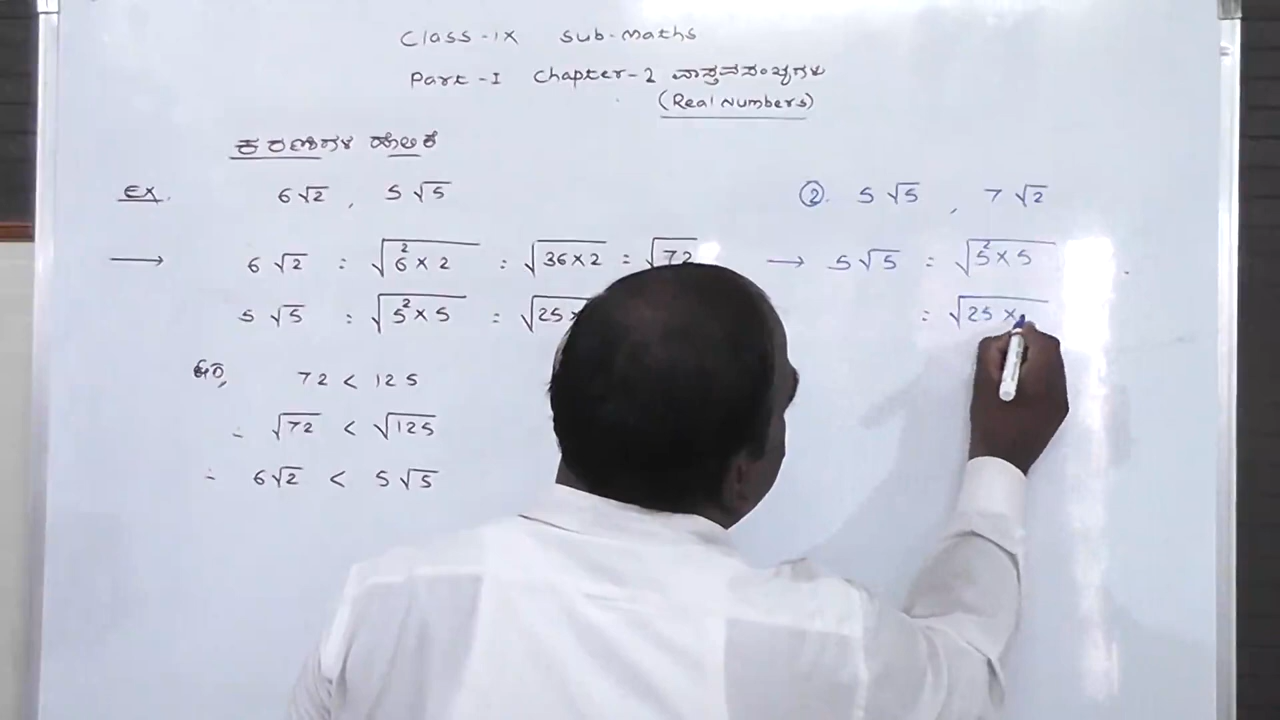 Class-IX Sub-Maths
Part-I Chapter-2 ವಾಸ್ತವಸಂಖ್ಯೆಗಳು
(Real Numbers)
ಕರಣಿಗಳ ಹೋಲಿಕೆ
EX. 6√2 , 5√5
→ 6√2 = √(6² × 2) = √(36×2) = √72
5√5 = √(5² × 5) = √(25×
72 < 125
∴ √72 < √125
∴ 6√2 < 5√5
②. 5√5 , 7√2
→ 5√5 = √(5² × 5)
= √(25 ×